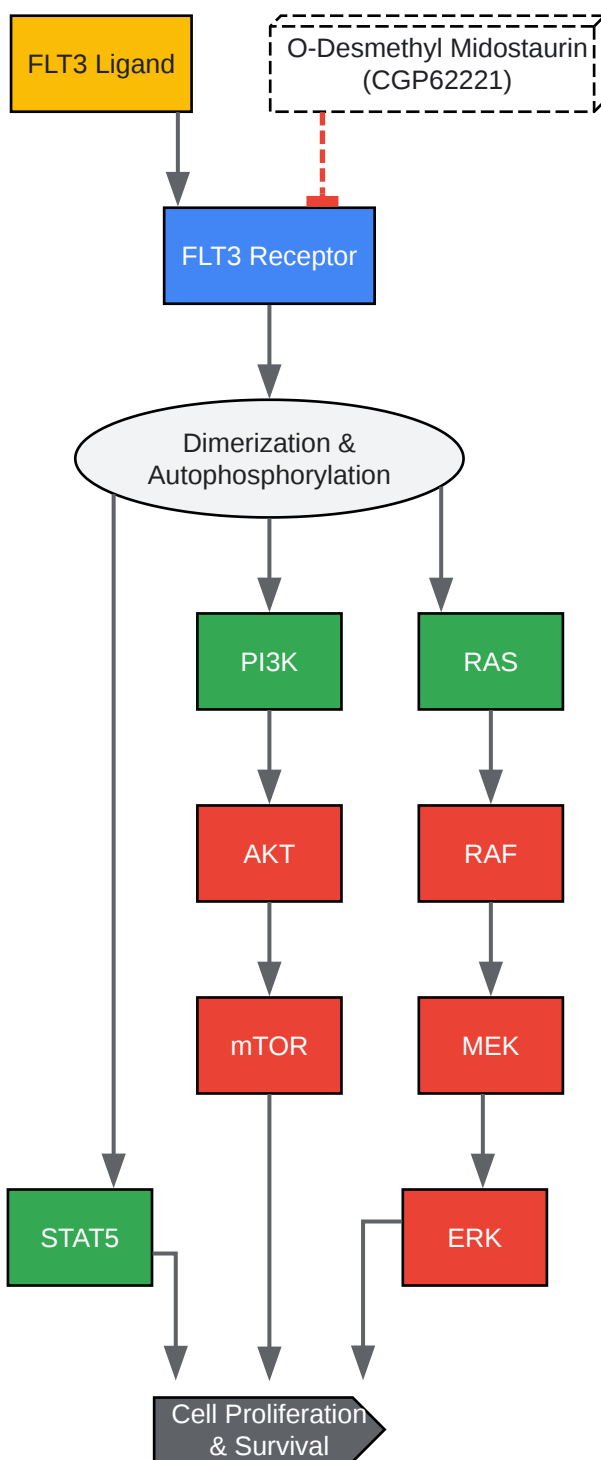 FLT3 Ligand
O-Desmethyl Midostaurin
(CGP62221)
FLT3 Receptor
Dimerization &
Autophosphorylation
PI3K
RAS
AKT
RAF
mTOR
MEK
STAT5
ERK
Cell Proliferation
& Survival